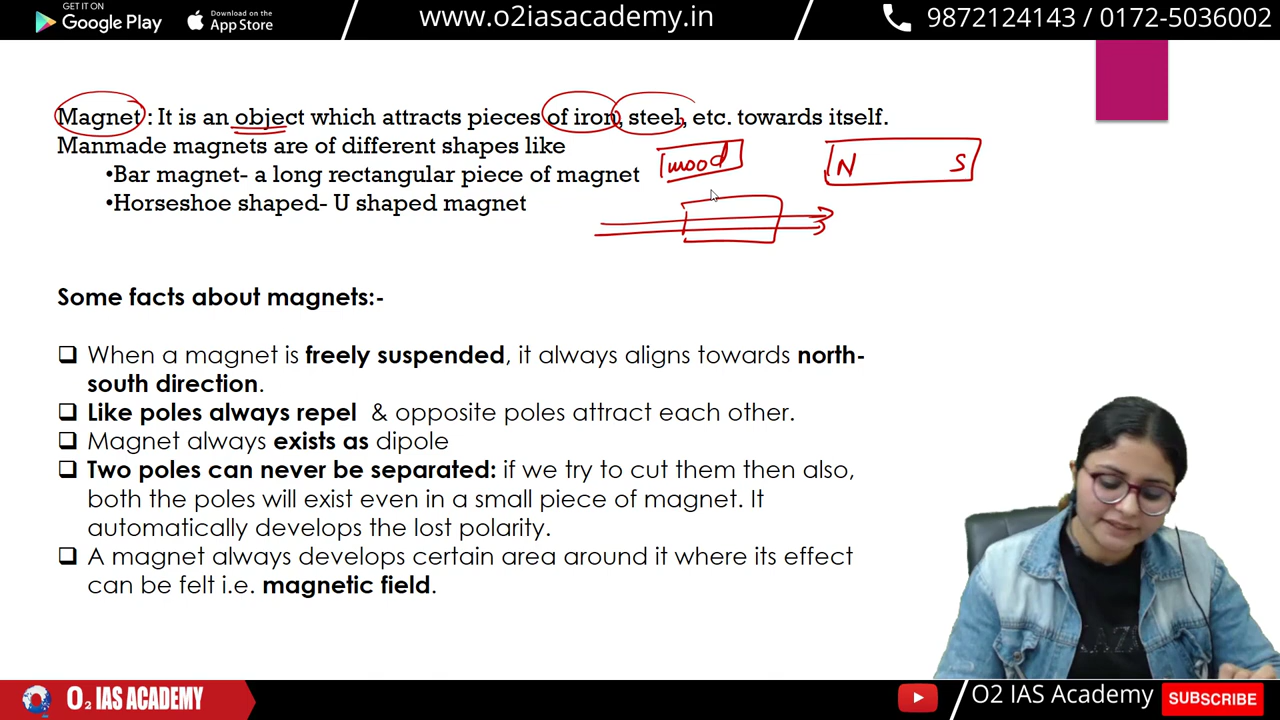 GET IT ON
Google Play
Download on the
App Store
www.o2iasacademy.in
9872124143 / 0172-5036002
Magnet : It is an object which attracts pieces of iron, steel, etc. towards itself.
Manmade magnets are of different shapes like
•Bar magnet- a long rectangular piece of magnet
mood
N S
•Horseshoe shaped- U shaped magnet
Some facts about magnets:-
❑ When a magnet is freely suspended, it always aligns towards north-
south direction.
❑ Like poles always repel & opposite poles attract each other.
❑ Magnet always exists as dipole
❑ Two poles can never be separated: if we try to cut them then also,
both the poles will exist even in a small piece of magnet. It
automatically develops the lost polarity.
❑ A magnet always develops certain area around it where its effect
can be felt i.e. magnetic field.
O2 IAS ACADEMY
O2 IAS Academy
SUBSCRIBE